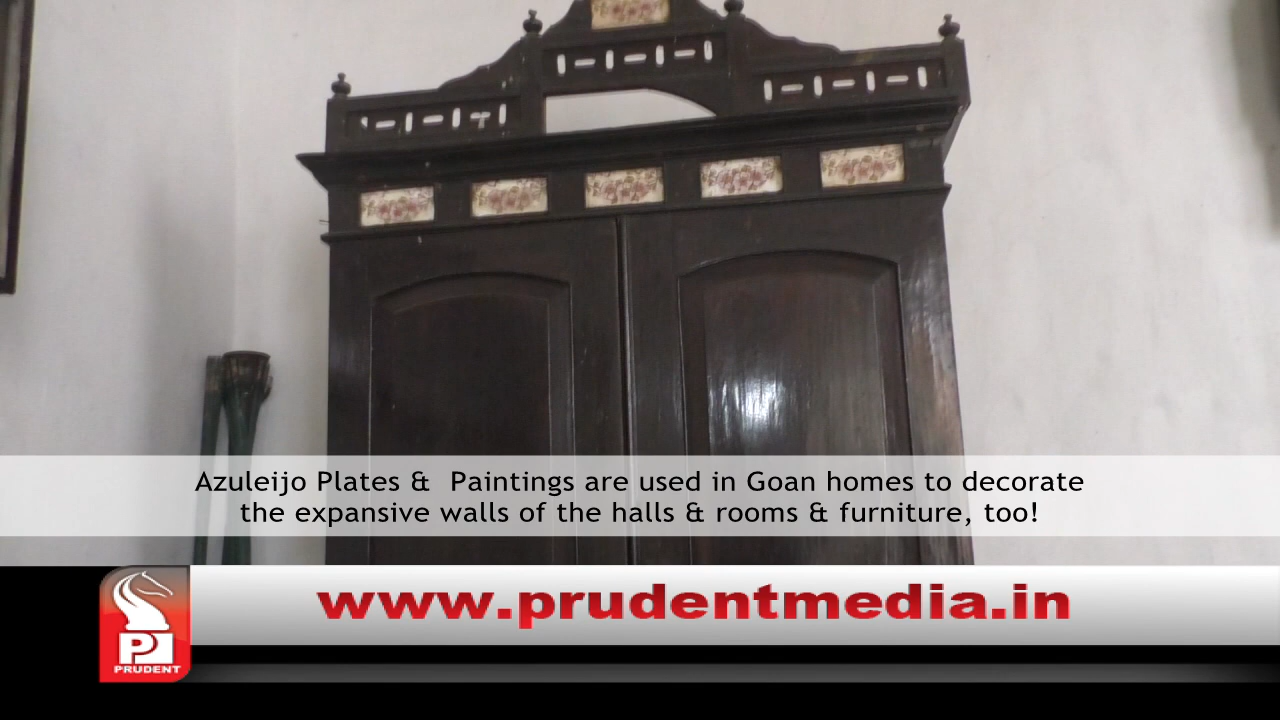 Azuleijo Plates & Paintings are used in Goan homes to decorate
the expansive walls of the halls & rooms & furniture, too!
www.prudentmedia.in
P
PRUDENT